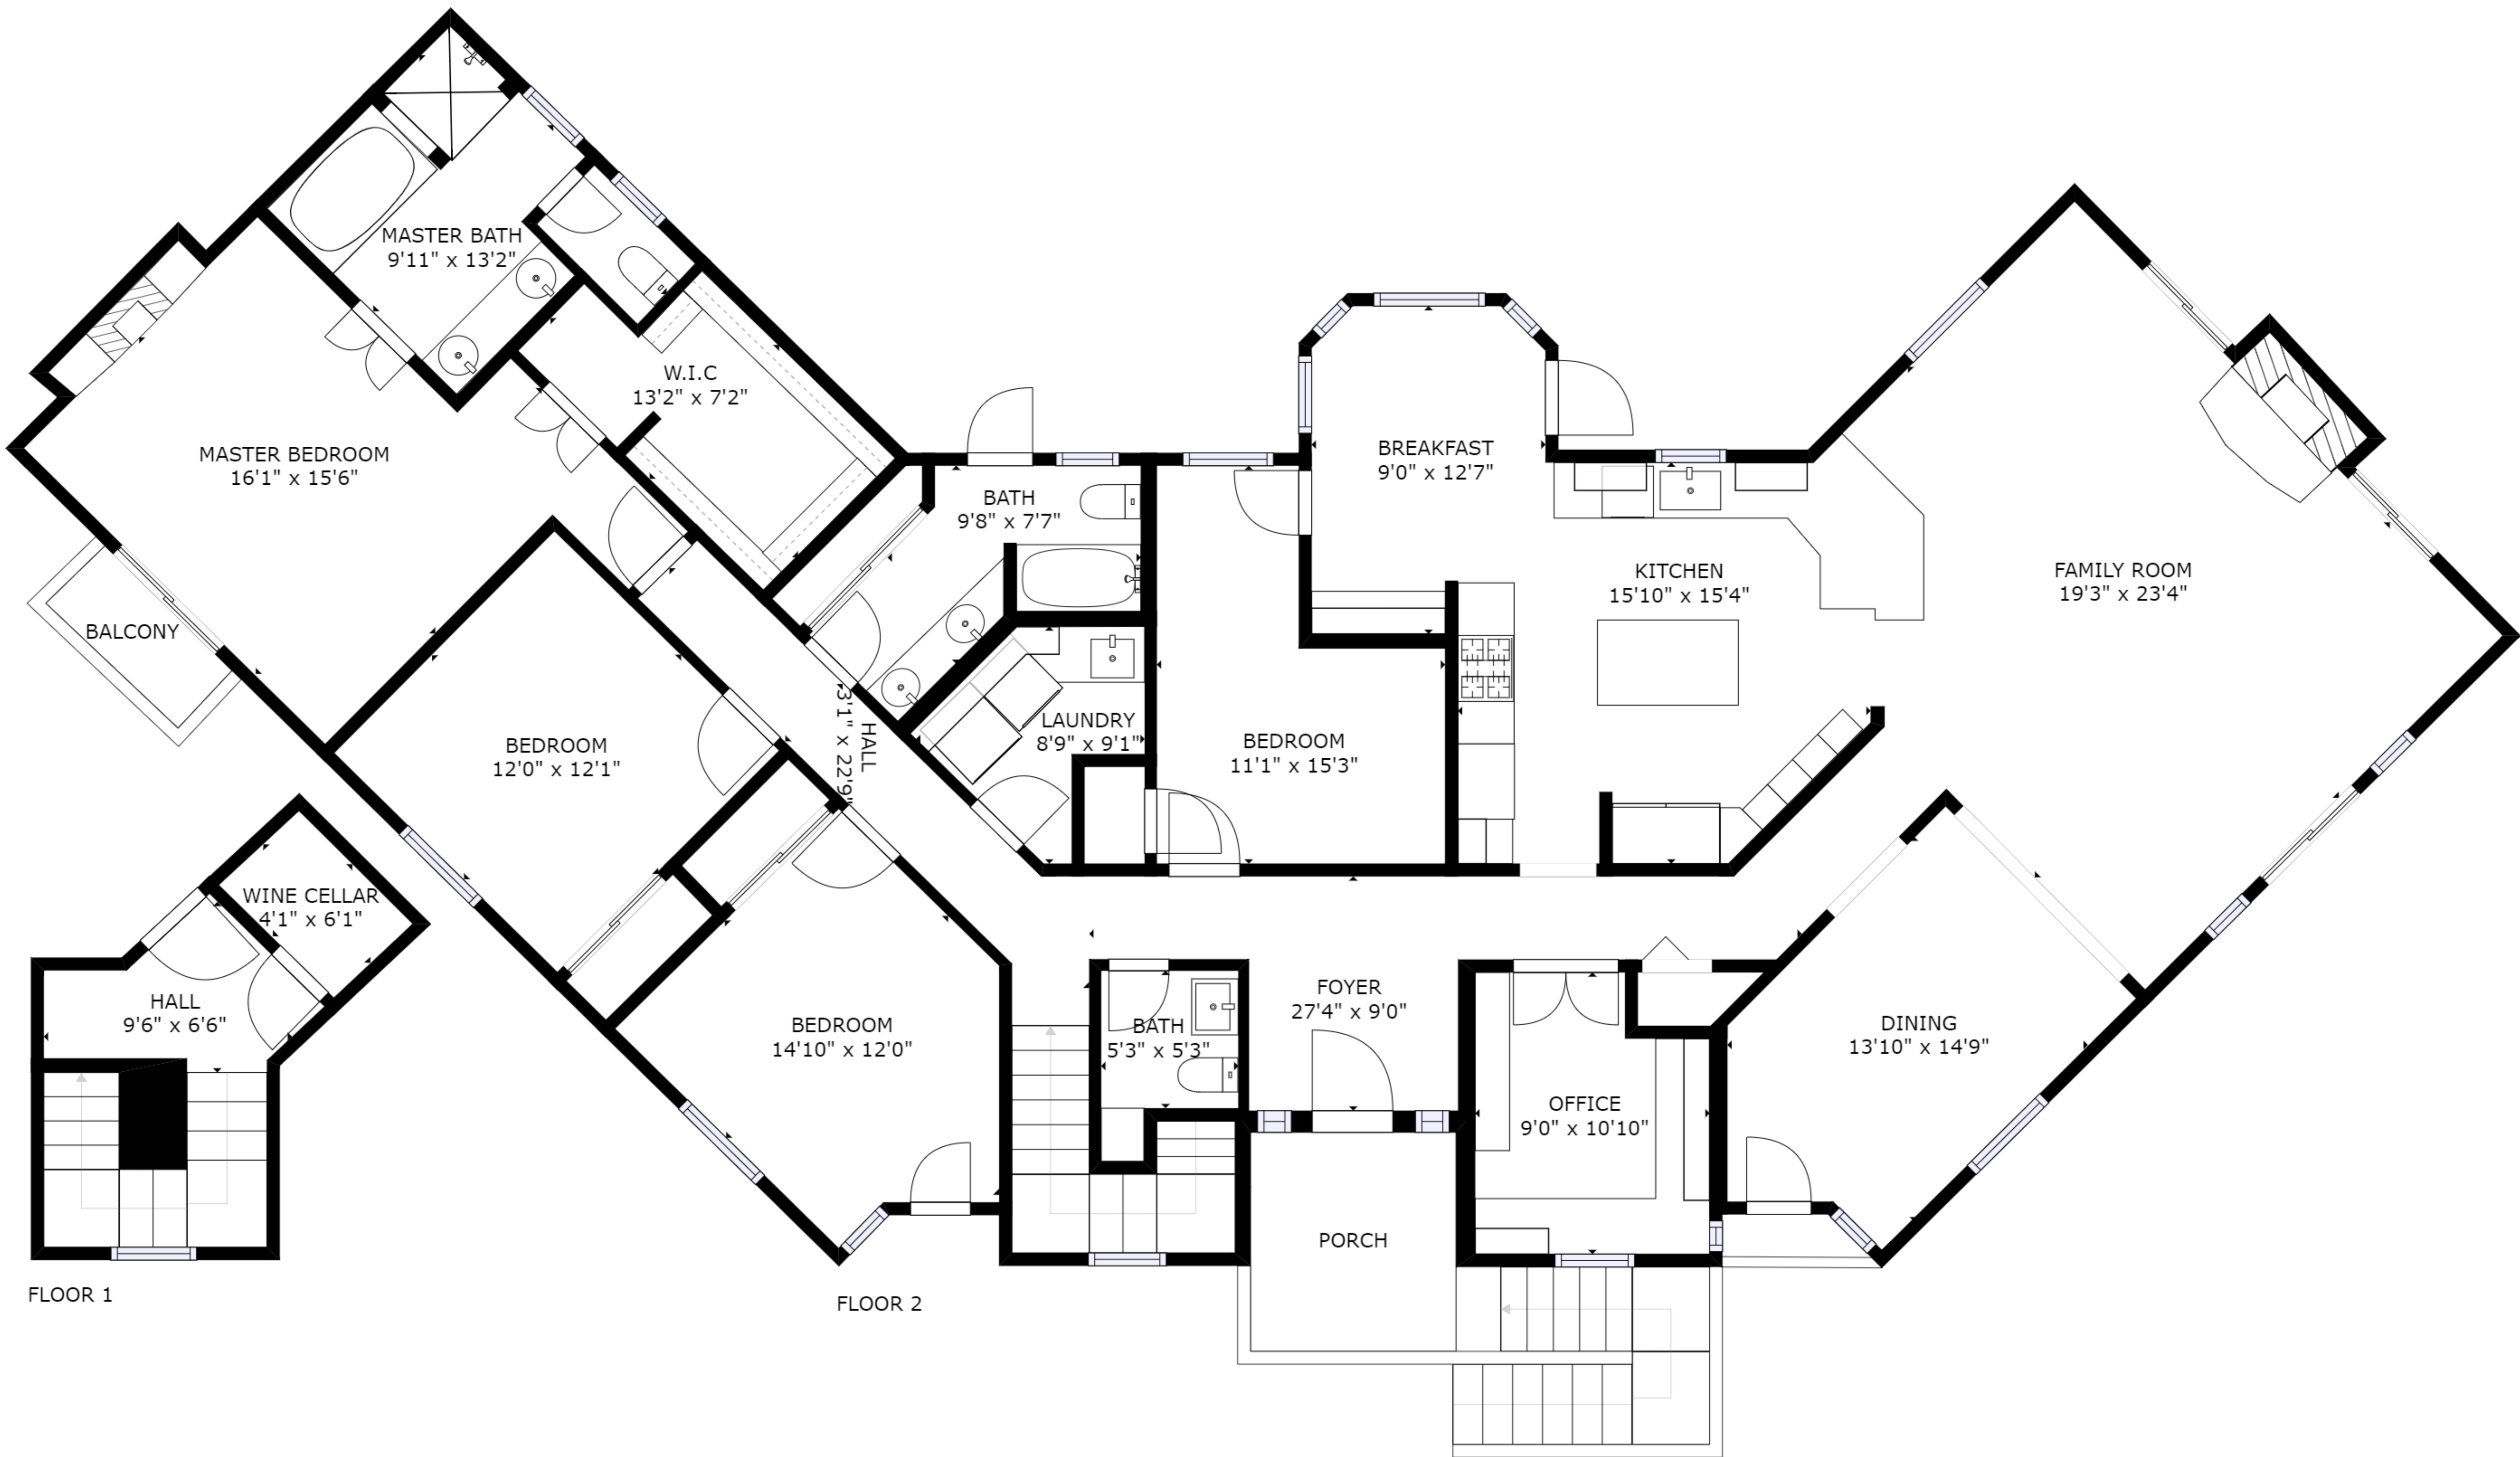 MASTER BATH
9'11" x 13'2"
W.I.C
13'2" x 7'2"
MASTER BEDROOM
16'1" x 15'6"
BREAKFAST
9'0" x 12'7"
BATH
9'8" x 7'7"
KITCHEN
15'10" x 15'4"
FAMILY ROOM
19'3" x 23'4"
BALCONY
BEDROOM
12'0" x 12'1"
HALL
3'1" x 22'9"
LAUNDRY
8'9" x 9'1"
BEDROOM
11'1" x 15'3"
WINE CELLAR
4'1" x 6'1"
HALL
9'6" x 6'6"
BEDROOM
14'10" x 12'0"
BATH
5'3" x 5'3"
FOYER
27'4" x 9'0"
DINING
13'10" x 14'9"
OFFICE
9'0" x 10'10"
PORCH
FLOOR 1
FLOOR 2